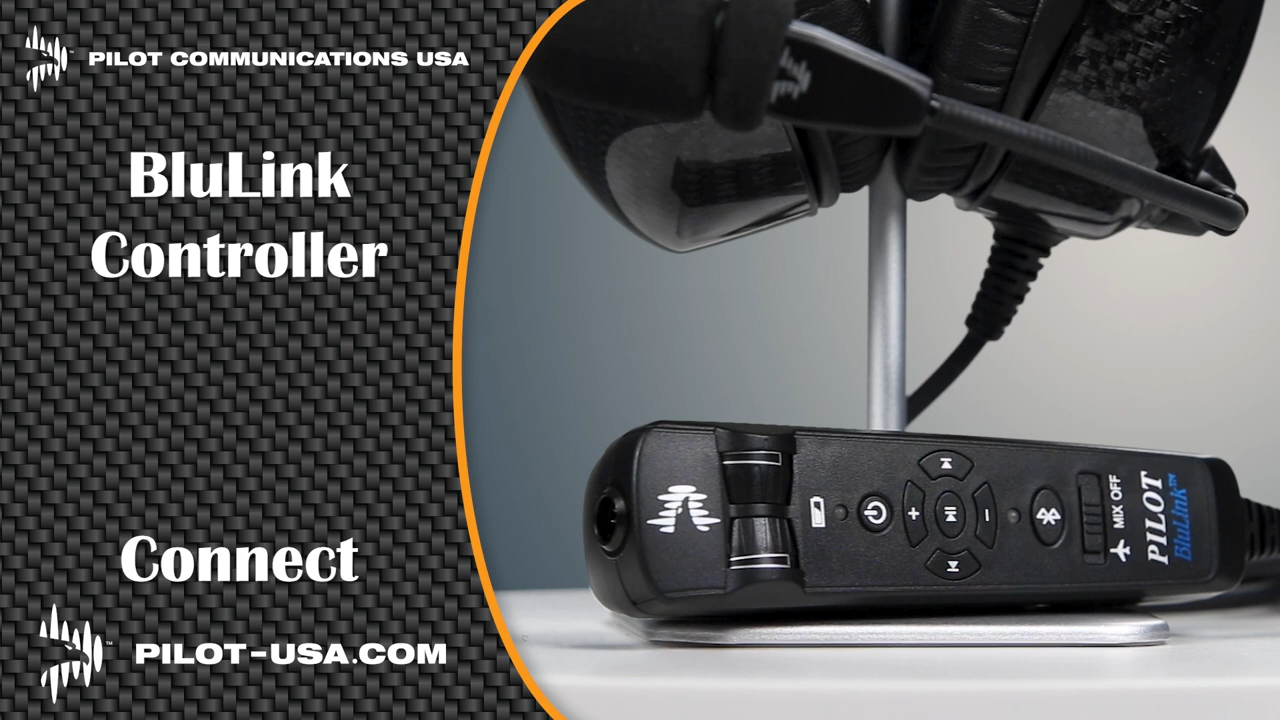 PILOT COMMUNICATIONS USA
BluLink
Controller
Connect
PILOT-USA.COM
MIX OFF
PILOT
BluLink™